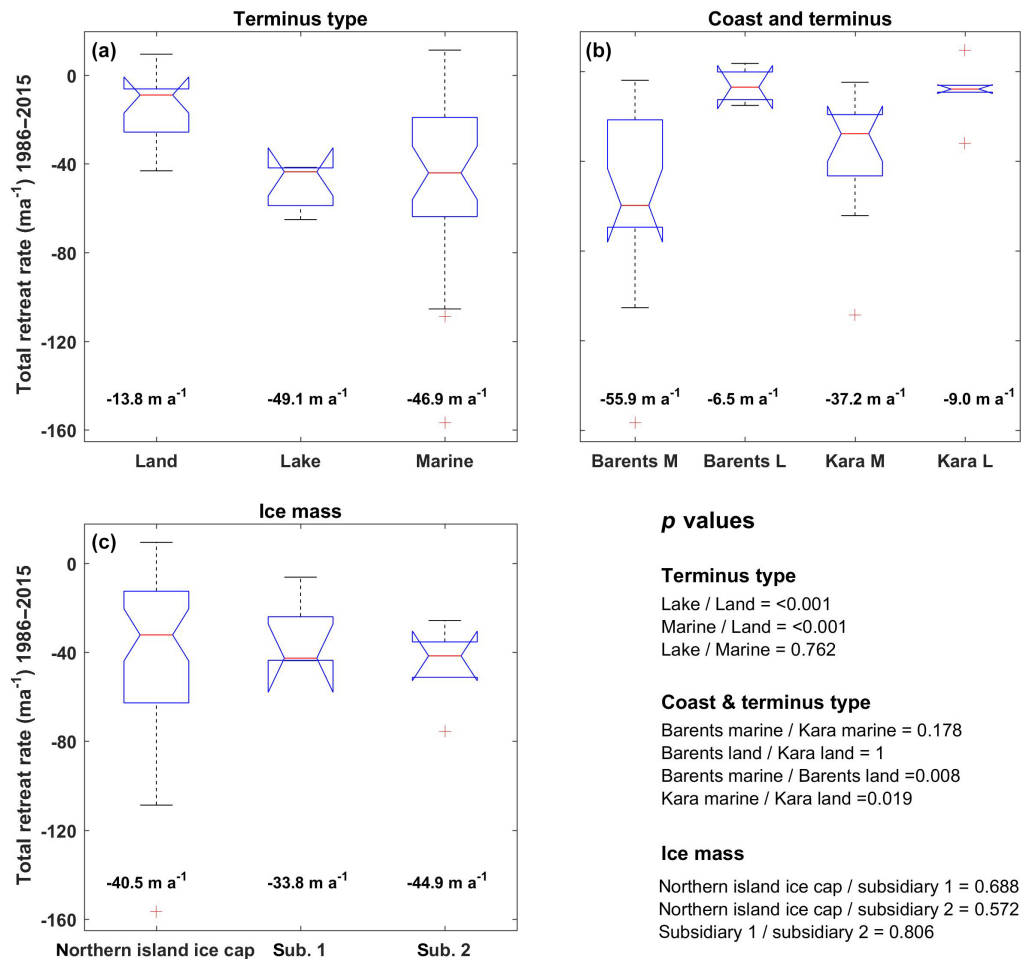 Terminus type
(a)
Total retreat rate (ma⁻¹) 1986–2015
0
-40
-80
-120
-160
-13.8 m a⁻¹
-49.1 m a⁻¹
-46.9 m a⁻¹
Land
Lake
Marine
Coast and terminus
(b)
-55.9 m a⁻¹
-6.5 m a⁻¹
-37.2 m a⁻¹
-9.0 m a⁻¹
Barents M
Barents L
Kara M
Kara L
Ice mass
(c)
Total retreat rate (ma⁻¹) 1986–2015
0
-40
-80
-120
-160
-40.5 m a⁻¹
-33.8 m a⁻¹
-44.9 m a⁻¹
Northern island ice cap
Sub. 1
Sub. 2
p values
Terminus type
Lake / Land = <0.001
Marine / Land = <0.001
Lake / Marine = 0.762
Coast & terminus type
Barents marine / Kara marine = 0.178
Barents land / Kara land = 1
Barents marine / Barents land =0.008
Kara marine / Kara land =0.019
Ice mass
Northern island ice cap / subsidiary 1 = 0.688
Northern island ice cap / subsidiary 2 = 0.572
Subsidiary 1 / subsidiary 2 = 0.806